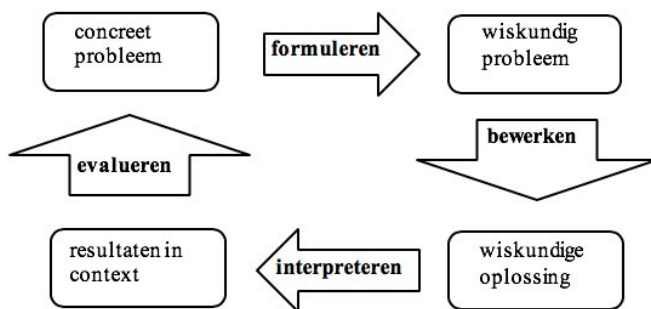 concreet
probleem
formuleren
wiskundig
probleem
bewerken
wiskundige
oplossing
interpreteren
resultaten in
context
evalueren